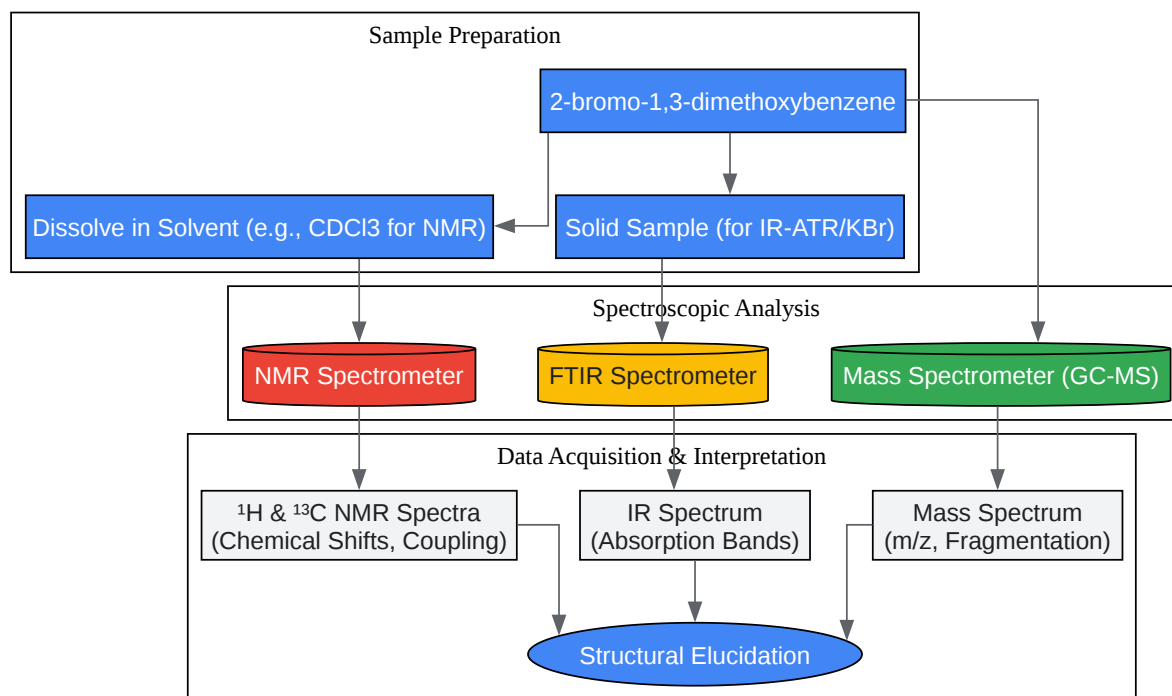 Sample Preparation
2-bromo-1,3-dimethoxybenzene
Dissolve in Solvent (e.g., CDCl3 for NMR)
Solid Sample (for IR-ATR/KBr)
Spectroscopic Analysis
NMR Spectrometer
FTIR Spectrometer
Mass Spectrometer (GC-MS)
Data Acquisition & Interpretation
¹H & ¹³C NMR Spectra
(Chemical Shifts, Coupling)
IR Spectrum
(Absorption Bands)
Mass Spectrum
(m/z, Fragmentation)
Structural Elucidation